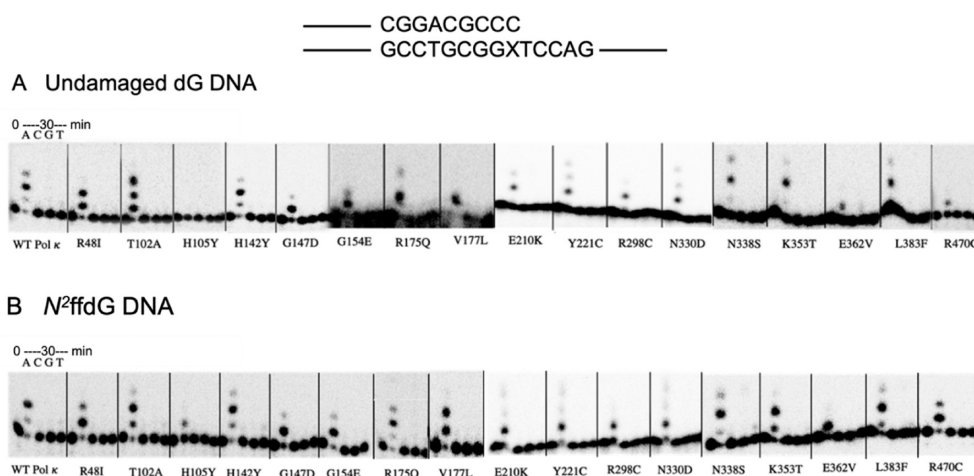 CGGACGCCC
GCCTGCGGXTCCAG
A Undamaged dG DNA
0 ----30--- min
A C G T
WT Pol κ R48I T102A H105Y H142Y G147D G154E R175Q V177L E210K Y221C R298C N330D N338S K353T E362V L383F R470C
B N²ffdG DNA
0 ----30--- min
A C G T
WT Pol κ R48I T102A H105Y H142Y G147D G154E R175Q V177L E210K Y221C R298C N330D N338S K353T E362V L383F R470C